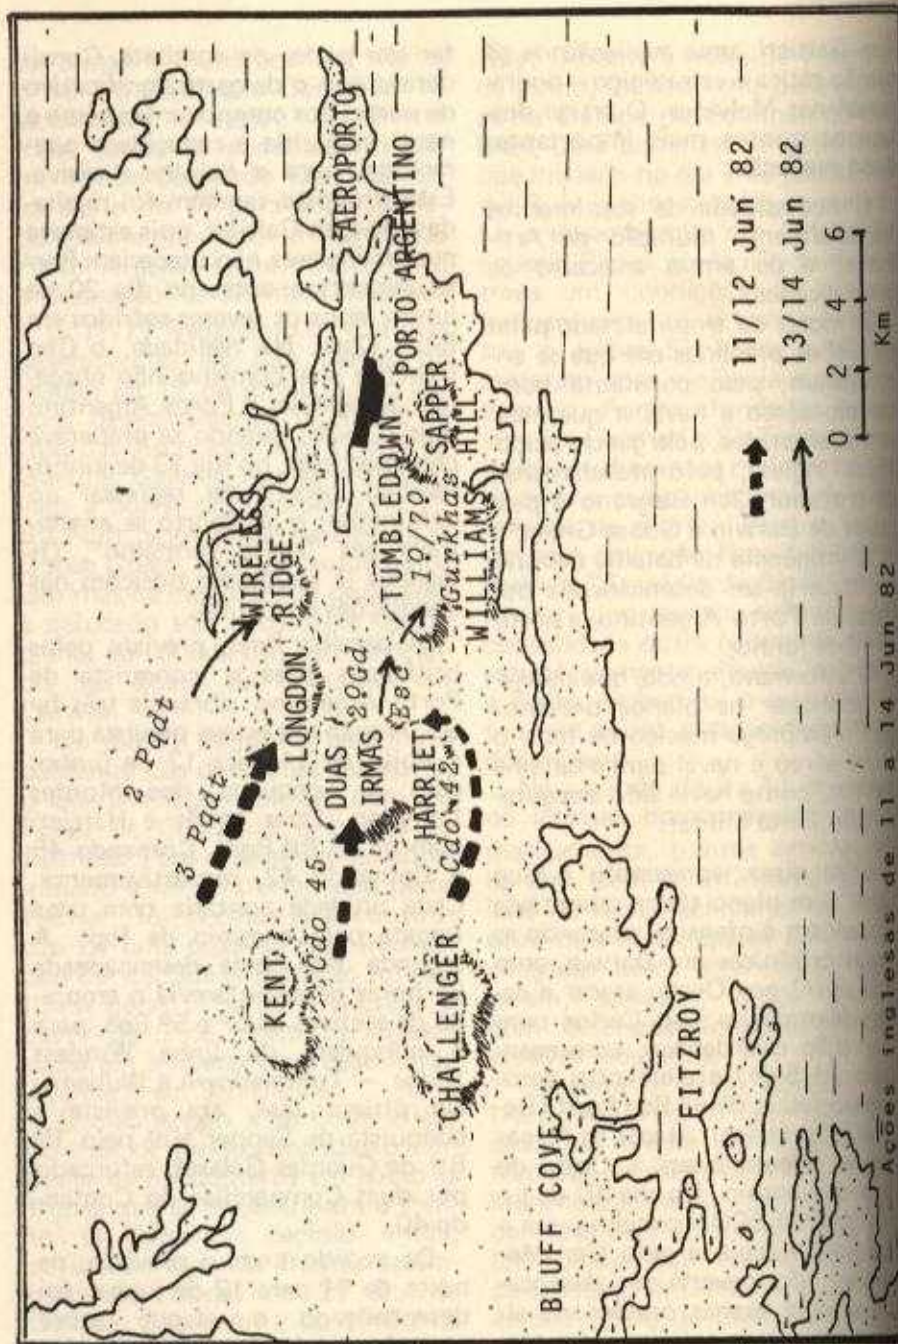 AEROPORTO
PORTO ARGENTINO
WIRELESS
RIDGE
TUMBLEDOWN
SAPPER
HILL
10/70
Gurkhas
WILLIAMS
2 Pqdt
3 Pqdt
LONGDON
DUAS
IRMÃS
2º Gd
(Esc)
HARRIET
Cdo 42
Cdo 45
KENT
CHALLENGER
BLUFF COVE
FITZROY
11/12 Jun 82
13/14 Jun 82
0 2 4 6
Km
Ações inglesas de 11 a 14 Jun 82